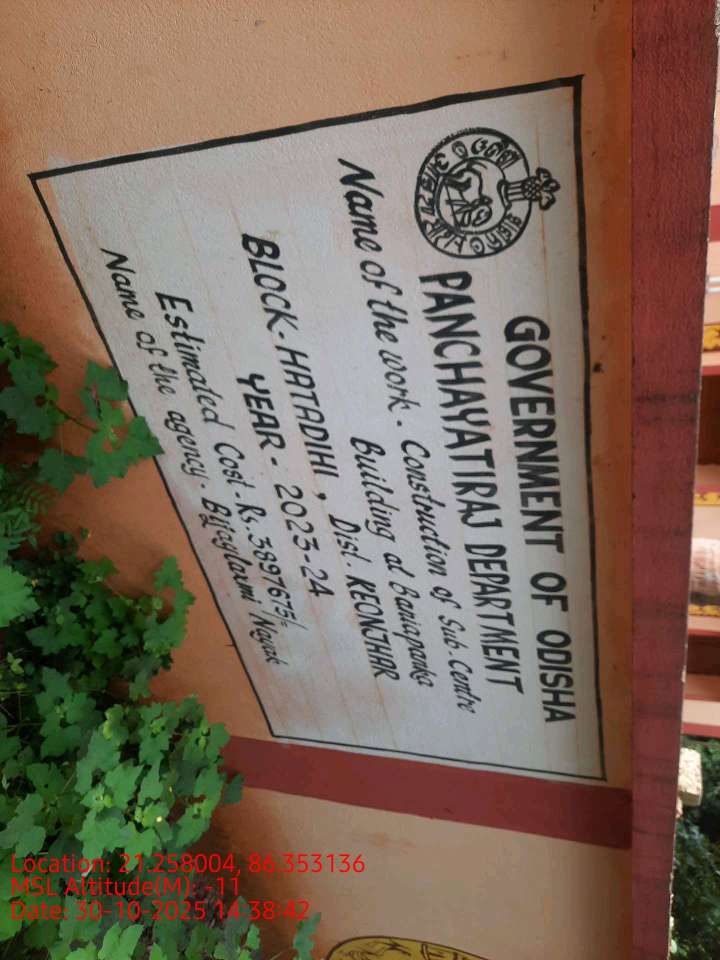 GOVERNMENT OF ODISHA
PANCHAYATIRAJ DEPARTMENT
Name of the work - Construction of Sub-Centre
Building at
BLOCK - HATADIHI, Dist. KEONJHAR
YEAR - 2023-24
Estimated Cost - Rs. 3897675/-
Name of the agency - Bijaylaxmi Nayak
Location: 21.258004, 86.353136
MSL Altitude(M): -11
Date: 30-10-2025 14:38:42